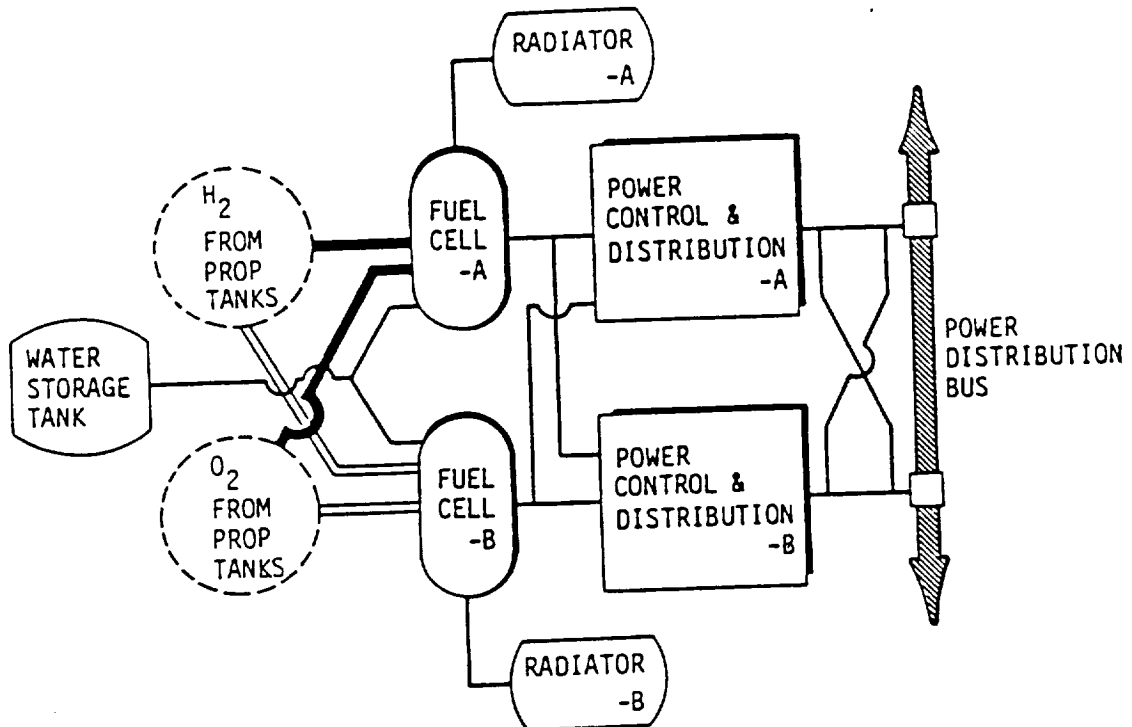 RADIATOR
-A
H2
FROM
PROP
TANKS
FUEL
CELL
-A
POWER
CONTROL &
DISTRIBUTION
-A
WATER
STORAGE
TANK
POWER
DISTRIBUTION
BUS
O2
FROM
PROP
TANKS
FUEL
CELL
-B
POWER
CONTROL &
DISTRIBUTION
-B
RADIATOR
-B